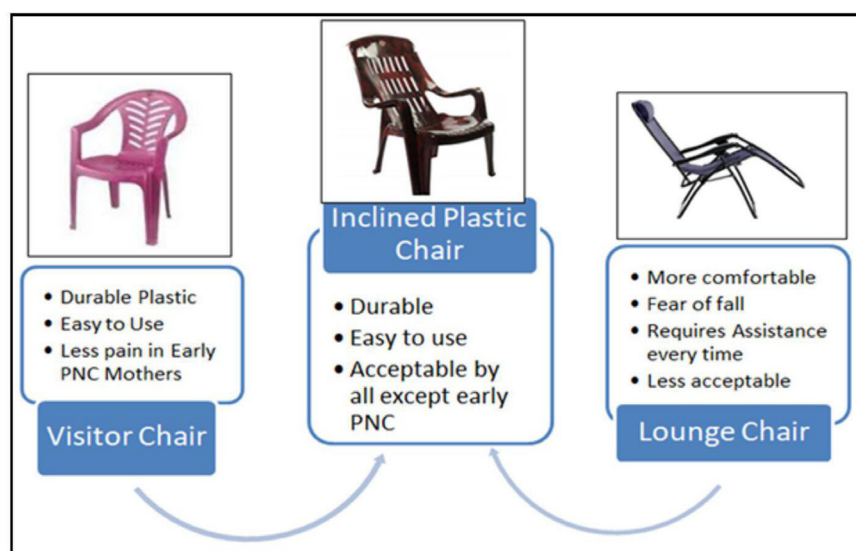 • Durable Plastic
• Easy to Use
• Less pain in Early
PNC Mothers
Visitor Chair
Inclined Plastic
Chair
• Durable
• Easy to use
• Acceptable by
all except early
PNC
• More comfortable
• Fear of fall
• Requires Assistance
every time
• Less acceptable
Lounge Chair